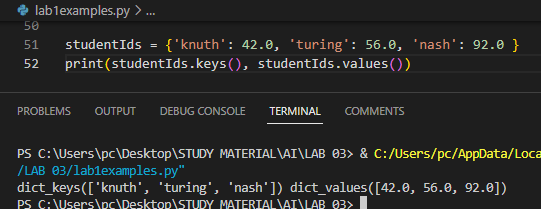 lab1examples.py > ...
50
51 studentIds = {'knuth': 42.0, 'turing': 56.0, 'nash': 92.0 }
52 print(studentIds.keys(), studentIds.values())
PROBLEMS OUTPUT DEBUG CONSOLE TERMINAL COMMENTS
PS C:\Users\pc\Desktop\STUDY MATERIAL\AI\LAB 03> & C:/Users/pc/AppData/Loca
/LAB 03/lab1examples.py"
dict_keys(['knuth', 'turing', 'nash']) dict_values([42.0, 56.0, 92.0])
PS C:\Users\pc\Desktop\STUDY MATERIAL\AI\LAB 03>